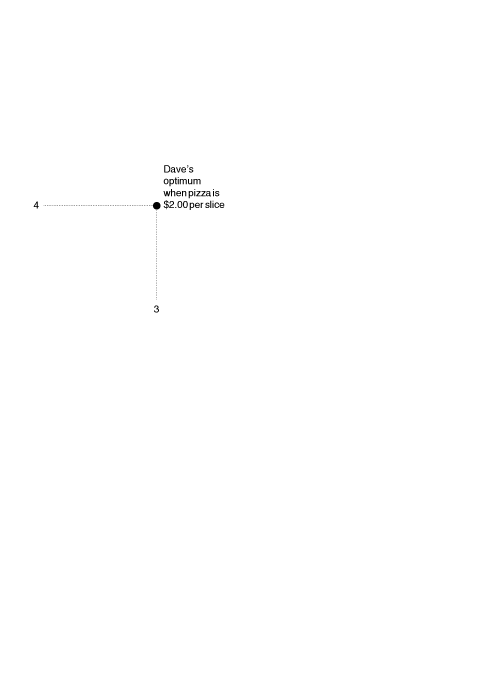 Dave's
optimum
when pizza is
4
$2.00 per slice
3